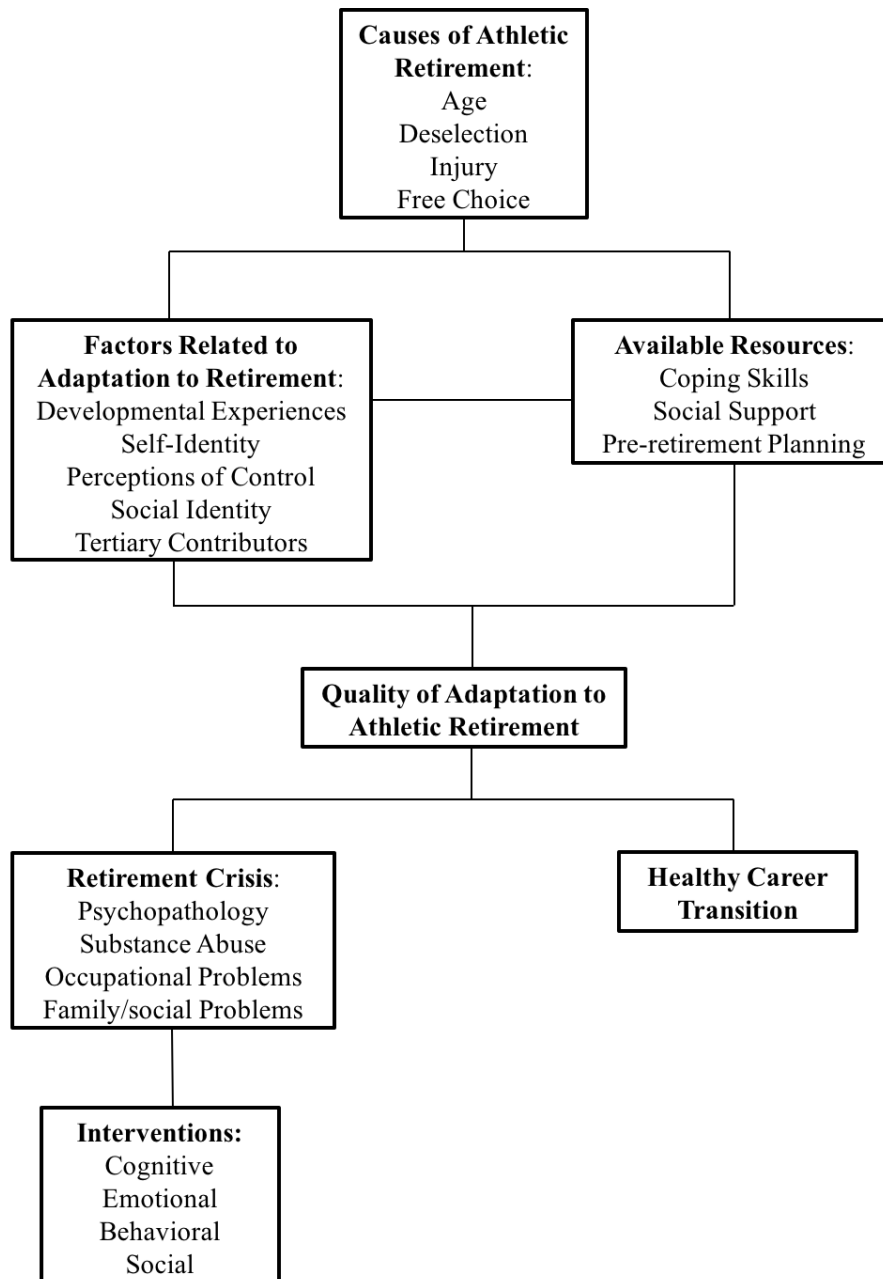 Causes of Athletic
Retirement:
Age
Deselection
Injury
Free Choice
Factors Related to
Adaptation to Retirement:
Developmental Experiences
Self-Identity
Perceptions of Control
Social Identity
Tertiary Contributors
Available Resources:
Coping Skills
Social Support
Pre-retirement Planning
Quality of Adaptation to
Athletic Retirement
Retirement Crisis:
Psychopathology
Substance Abuse
Occupational Problems
Family/social Problems
Healthy Career
Transition
Interventions:
Cognitive
Emotional
Behavioral
Social